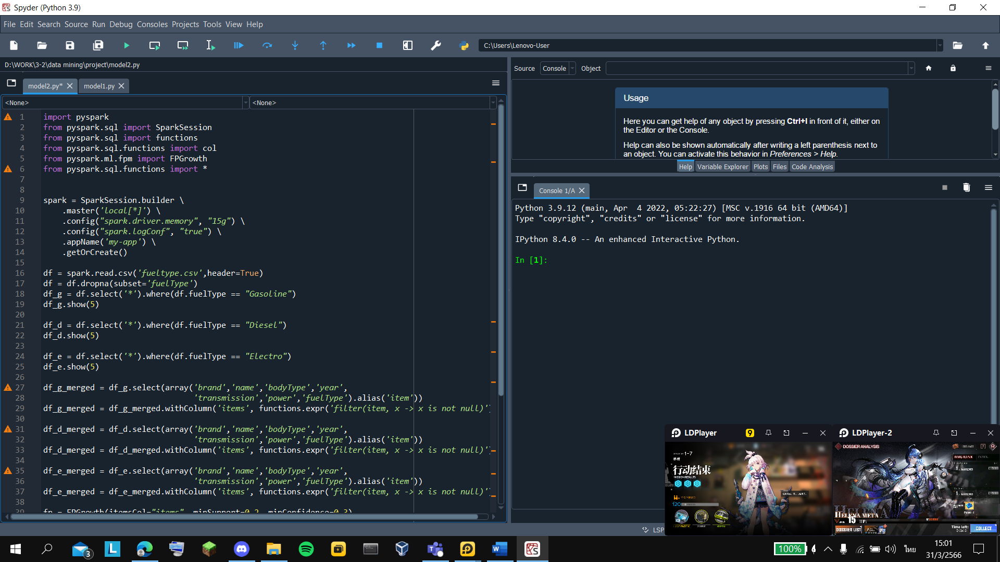 Spyder (Python 3.9)
File Edit Search Source Run Debug Consoles Projects Tools View Help
C:\Users\Lenovo-User
D:\WORK\3-2\data mining\project\model2.py
model2.py* model1.py
<None> <None>
1 import pyspark
2 from pyspark.sql import SparkSession
3 from pyspark.sql import functions
4 from pyspark.sql.functions import col
5 from pyspark.ml.fpm import FPGrowth
6 from pyspark.sql.functions import *
7
8
9 spark = SparkSession.builder \
10 .master('local[*]') \
11 .config("spark.driver.memory", "15g") \
12 .config("spark.logConf", "true") \
13 .appName('my-app') \
14 .getOrCreate()
15
16 df = spark.read.csv('fueltype.csv',header=True)
17 df = df.dropna(subset='fuelType')
18 df_g = df.select('*').where(df.fuelType == "Gasoline")
19 df_g.show(5)
20
21 df_d = df.select('*').where(df.fuelType == "Diesel")
22 df_d.show(5)
23
24 df_e = df.select('*').where(df.fuelType == "Electro")
25 df_e.show(5)
26
27 df_g_merged = df_g.select(array('brand','name','bodyType','year',
28 'transmission','power','fuelType').alias('item'))
29 df_g_merged = df_g_merged.withColumn('items', functions.expr('filter(item, x -> x is not null)')
30
31 df_d_merged = df_d.select(array('brand','name','bodyType','year',
32 'transmission','power','fuelType').alias('item'))
33 df_d_merged = df_d_merged.withColumn('items', functions.expr('filter(item, x -> x is not null)')
34
35 df_e_merged = df_e.select(array('brand','name','bodyType','year',
36 'transmission','power','fuelType').alias('item'))
37 df_e_merged = df_e_merged.withColumn('items', functions.expr('filter(item, x -> x is not null)')
38
39 fp = FPGrowth(itemsCol="items", minSupport=0.2, minConfidence=0.3)
Source Console Object
Usage
Here you can get help of any object by pressing Ctrl+I in front of it, either on
the Editor or the Console.
Help can also be shown automatically after writing a left parenthesis next to
an object. You can activate this behavior in Preferences > Help.
Help Variable Explorer Plots Files Code Analysis
Console 1/A
Python 3.9.12 (main, Apr 4 2022, 05:22:27) [MSC v.1916 64 bit (AMD64)]
Type "copyright", "credits" or "license" for more information.
IPython 8.4.0 -- An enhanced Interactive Python.
In [1]:
LSP
LDPlayer 9
1-7
行动结束
MISSION RESULTS
120
LDPlayer-2
DOSSIER ANALYSIS
DMG RANK INTEL
HELENA META
LEVEL 15 HP:
DOSSIER LIST
Point - 1
Time left:
COLLECT
3
100%
ไทย
15:01
31/3/2566